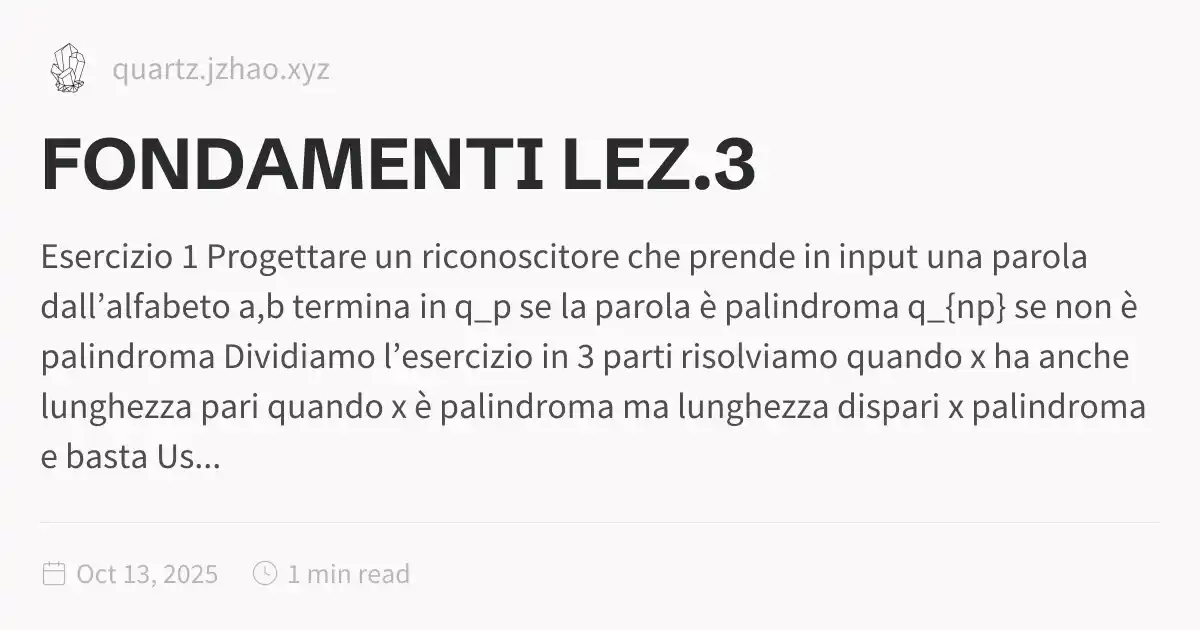 quartz.jzhao.xyz
FONDAMENTI LEZ.3
Esercizio 1 Progettare un riconoscitore che prende in input una parola
dall’alfabeto a,b termina in q_p se la parola è palindroma q_{np} se non è
palindroma Dividiamo l’esercizio in 3 parti risolviamo quando x ha anche
lunghezza pari quando x è palindroma ma lunghezza dispari x palindroma
e basta Us...
Oct 13, 2025 1 min read